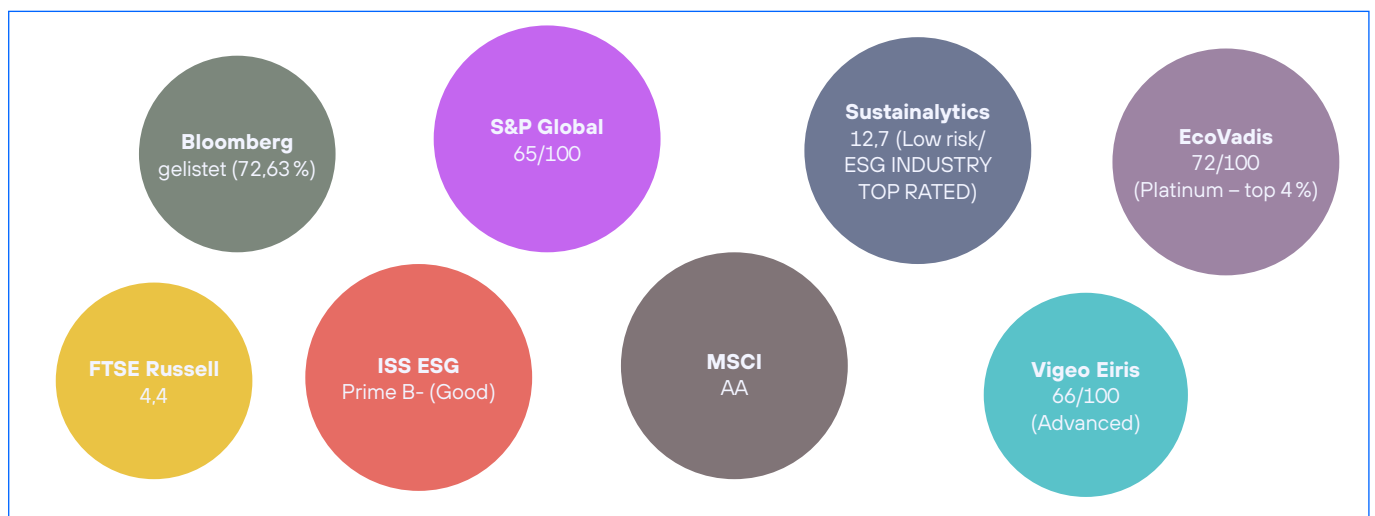 Bloomberg
gelistet (72,63 %)
S&P Global
65/100
Sustainalytics
12,7 (Low risk/
ESG INDUSTRY
TOP RATED)
EcoVadis
72/100
(Platinum – top 4 %)
FTSE Russell
4,4
ISS ESG
Prime B- (Good)
MSCI
AA
Vigeo Eiris
66/100
(Advanced)